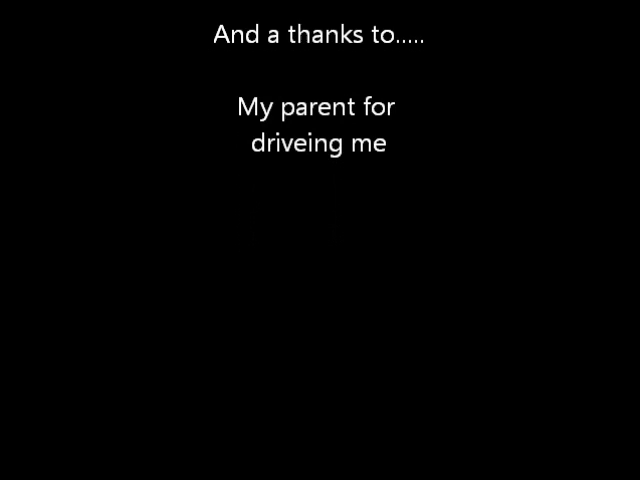 And a thanks to.....
My parent for
driveing me